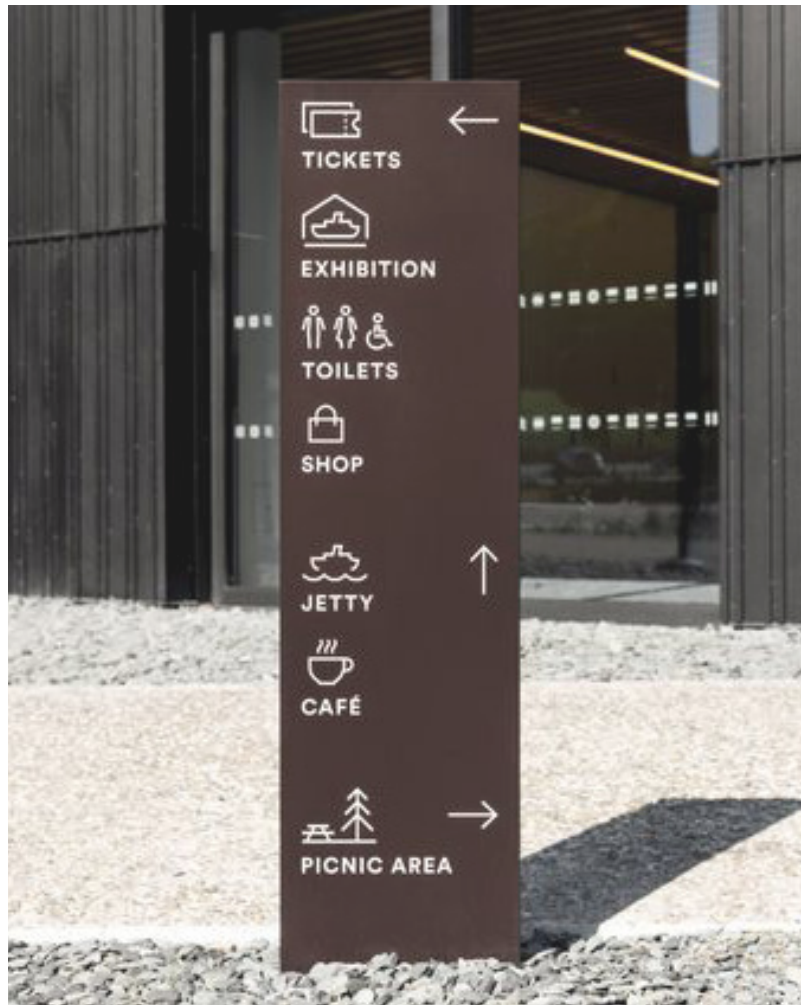 TICKETS
EXHIBITION
TOILETS
SHOP
JETTY
CAFÉ
PICNIC AREA